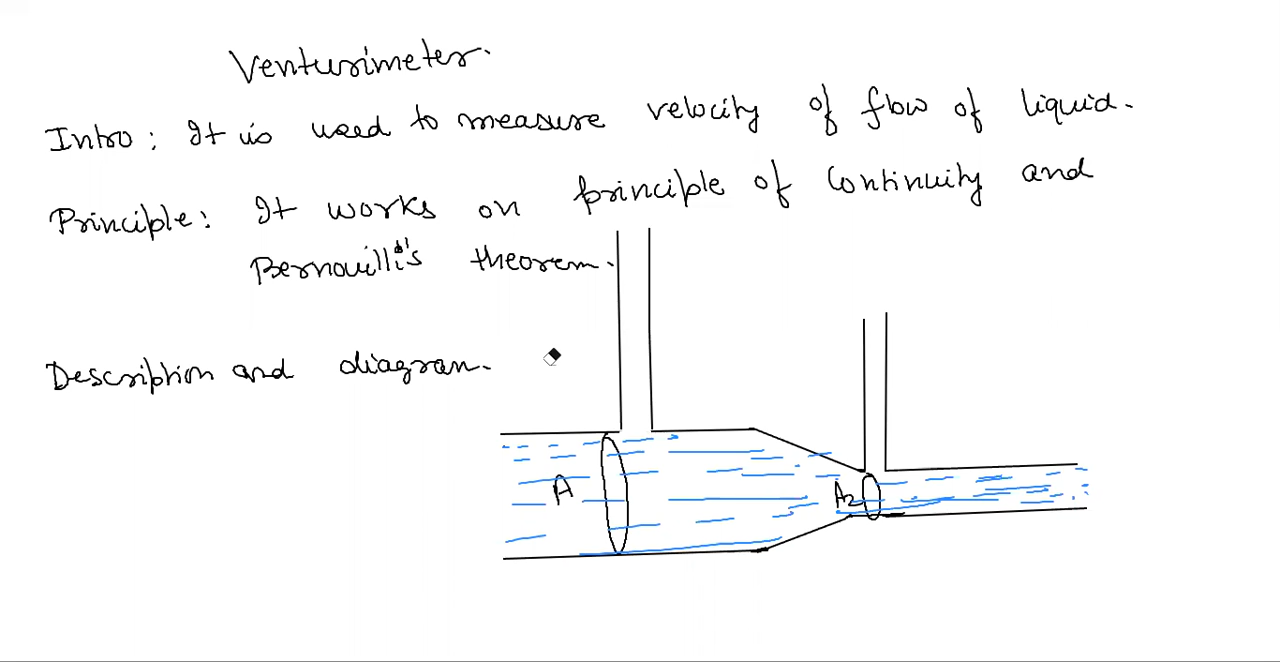 Venturimeter.
Intro: It is used to measure velocity of flow of liquid.
Principle: It works on principle of continuity and
Bernouilli's theorem.
Description and diagram.
A
A2